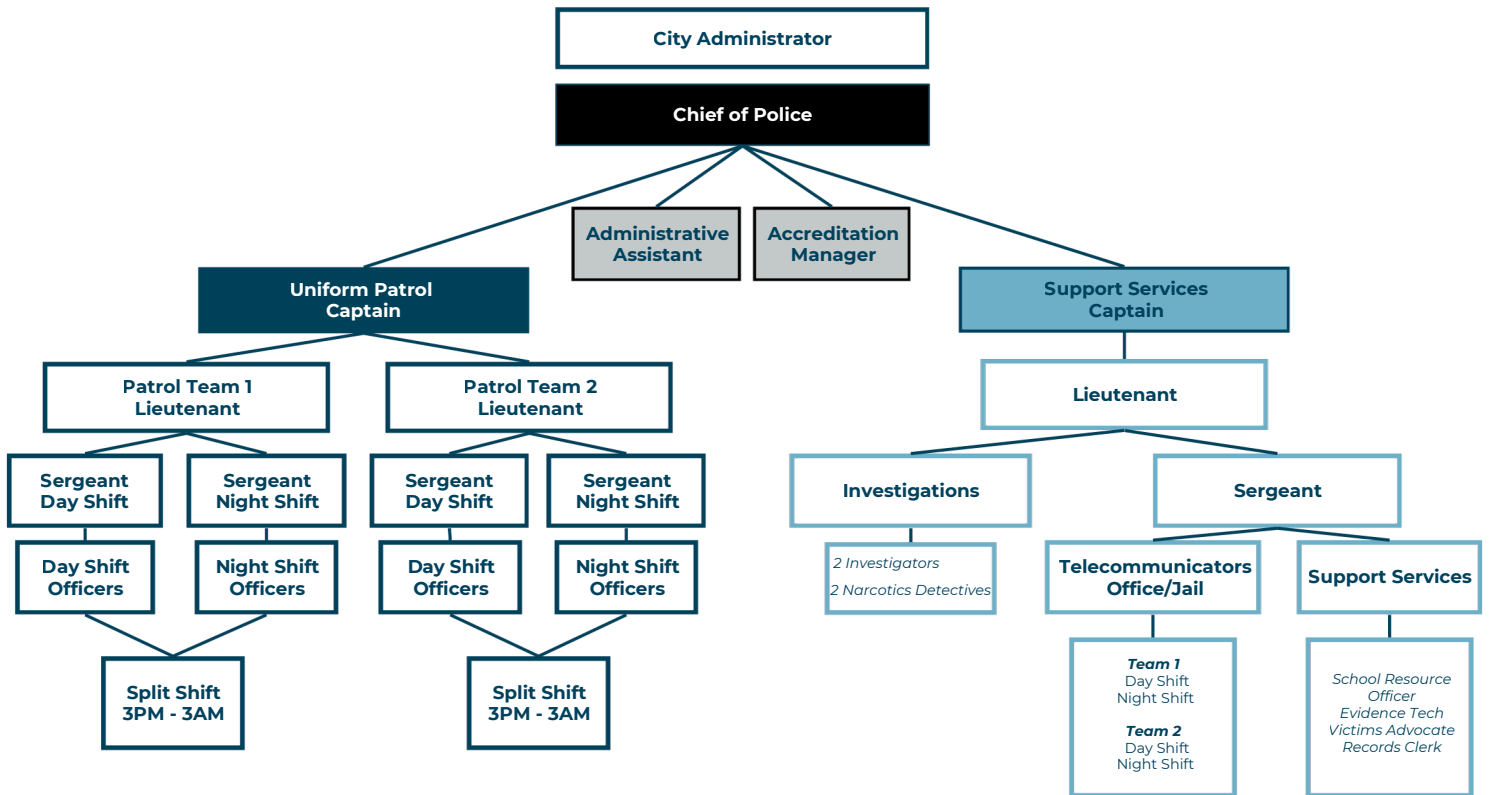 City Administrator
Chief of Police
Administrative
Assistant
Accreditation
Manager
Uniform Patrol
Captain
Support Services
Captain
Patrol Team 1
Lieutenant
Patrol Team 2
Lieutenant
Lieutenant
Sergeant
Day Shift
Sergeant
Night Shift
Sergeant
Day Shift
Sergeant
Night Shift
Investigations
Sergeant
Day Shift
Officers
Night Shift
Officers
Day Shift
Officers
Night Shift
Officers
2 Investigators
2 Narcotics Detectives
Telecommunicators
Office/Jail
Support Services
Split Shift
3PM - 3AM
Split Shift
3PM - 3AM
Team 1
Day Shift
Night Shift
Team 2
Day Shift
Night Shift
School Resource
Officer
Evidence Tech
Victims Advocate
Records Clerk